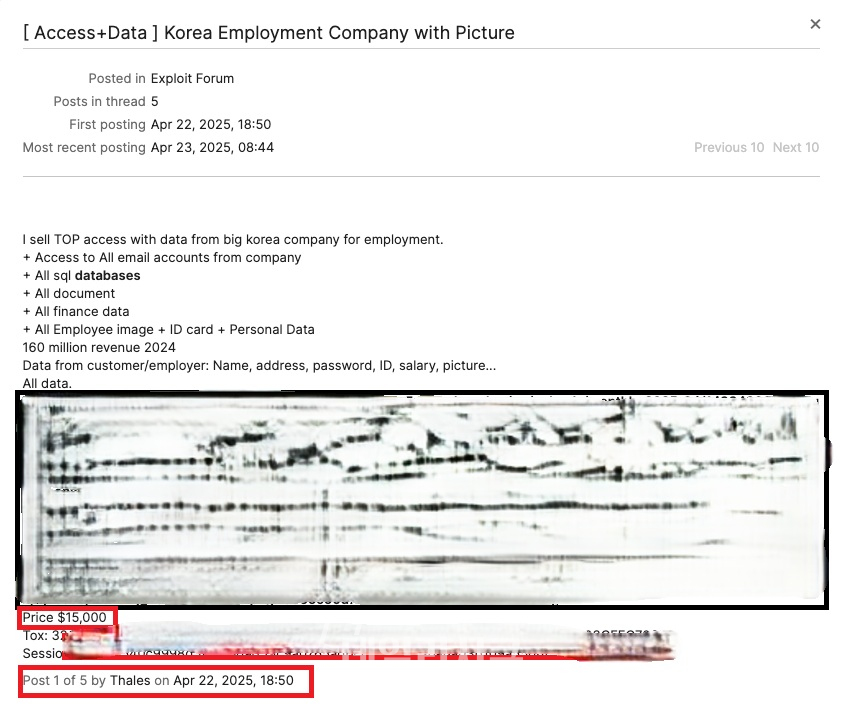 [ Access+Data ] Korea Employment Company with Picture
Posted in Exploit Forum
Posts in thread 5
First posting Apr 22, 2025, 18:50
Most recent posting Apr 23, 2025, 08:44
Previous 10 Next 10
I sell TOP access with data from big korea company for employment.
+ Access to All email accounts from company
+ All sql databases
+ All document
+ All finance data
+ All Employee image + ID card + Personal Data
160 million revenue 2024
Data from customer/employer: Name, address, password, ID, salary, picture...
All data.
Price $15,000
Tox:
Post 1 of 5 by Thales on Apr 22, 2025, 18:50